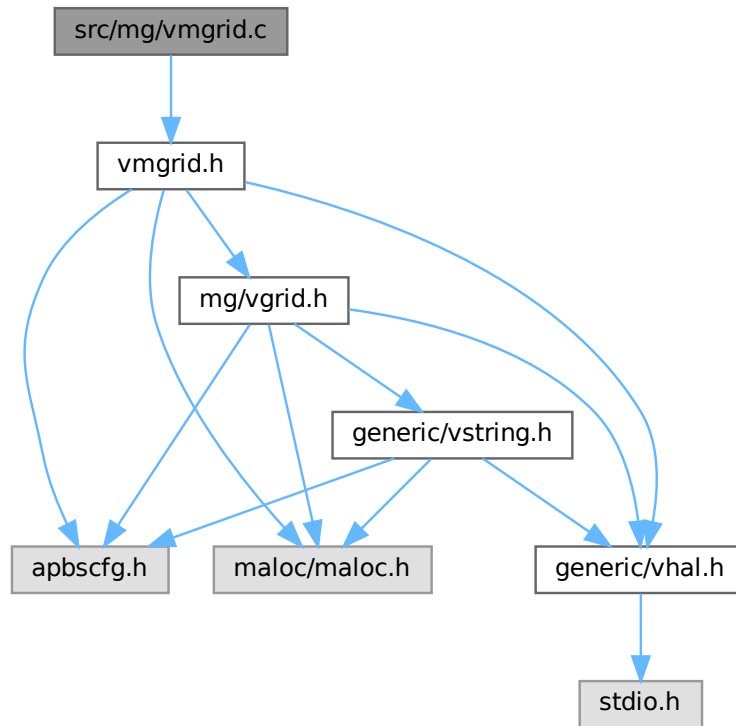 src/mg/vmgrid.c
vmgrid.h
mg/vgrid.h
generic/vstring.h
apbscfg.h
maloc/maloc.h
generic/vhal.h
stdio.h